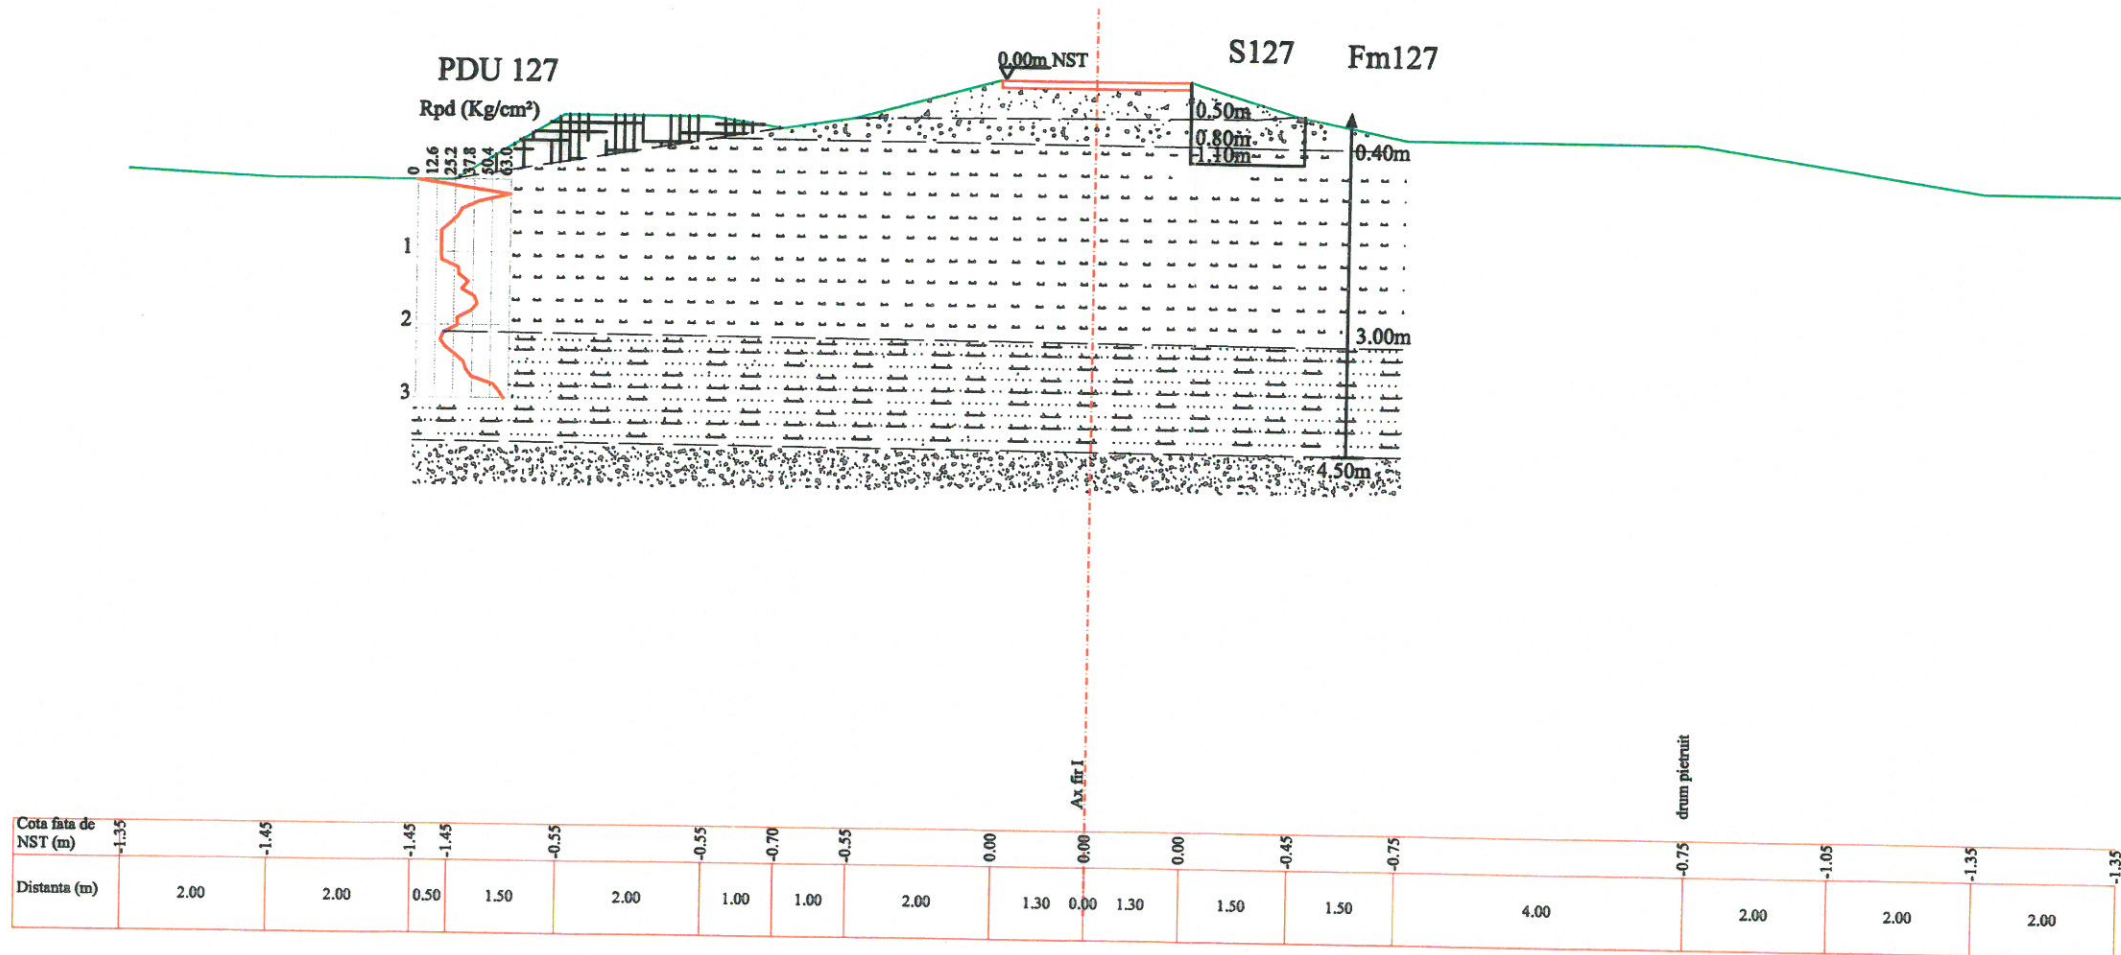 PDU 127
Rpd (Kg/cm²)
0 12.6 25.2 37.8 50.4 63.0
1
2
3
0.00m NST
S127
Fm127
0.50m
0.80m
1.10m
0.40m
3.00m
4.50m
Ax fir I
drum pietruit
Cota fata de
NST (m)
-1.35 -1.45 -1.45 -1.45 -0.55 -0.55 -0.70 -0.55 0.00 0.00 0.00 -0.45 -0.75 -0.75 -1.05 -1.35 -1.35
Distanta (m)
2.00 2.00 0.50 1.50 2.00 1.00 1.00 2.00 1.30 0.00 1.30 1.50 1.50 4.00 2.00 2.00 2.00